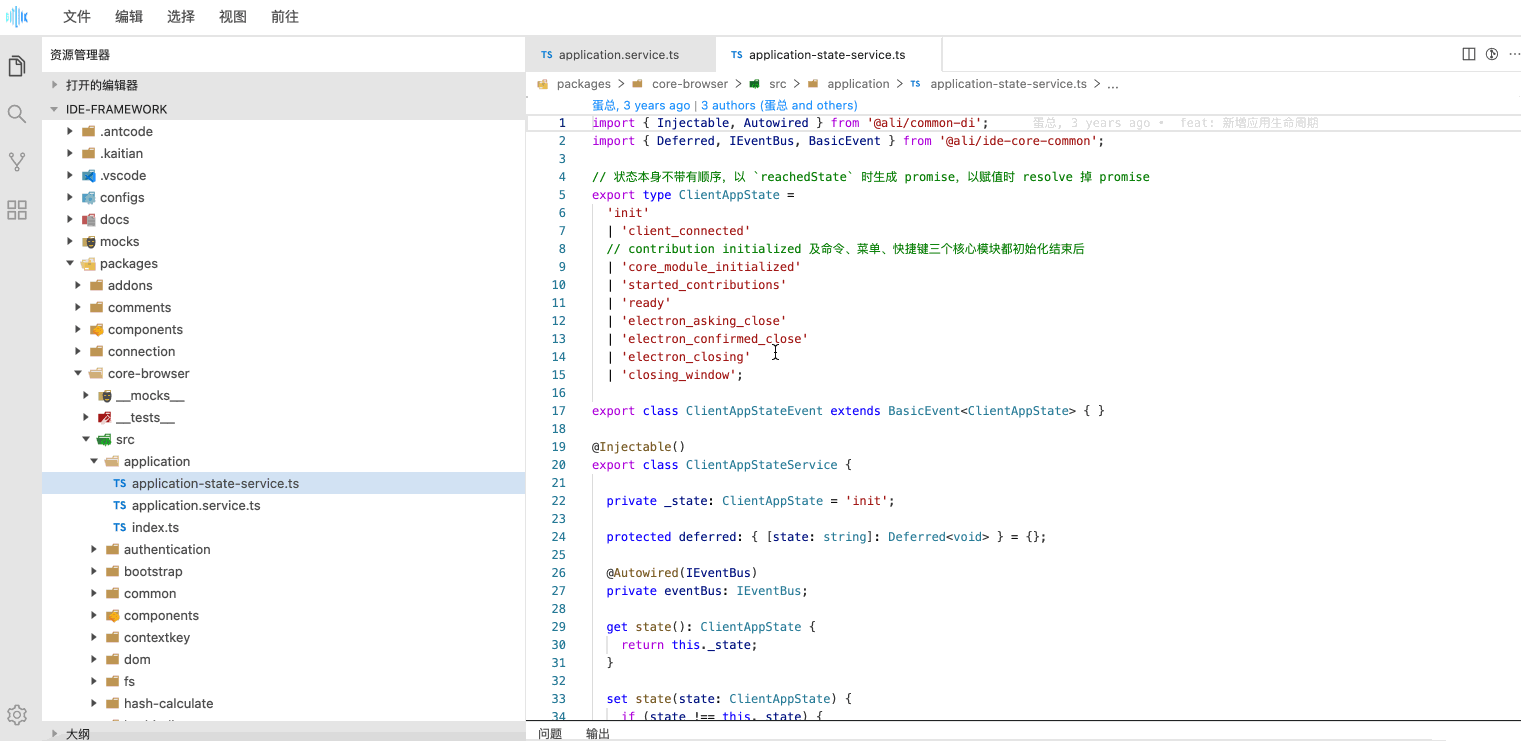 文件 编辑 选择 视图 前往
资源管理器
打开的编辑器
IDE-FRAMEWORK
.antcode
.kaitian
.vscode
configs
docs
mocks
packages
addons
comments
components
connection
core-browser
__mocks__
__tests__
src
application
TS application-state-service.ts
TS application.service.ts
TS index.ts
authentication
bootstrap
common
components
contextkey
dom
fs
hash-calculate
大纲
TS application.service.ts TS application-state-service.ts
packages > core-browser > src > application > TS application-state-service.ts > ...
蛋总, 3 years ago | 3 authors (蛋总 and others)
1 import { Injectable, Autowired } from '@ali/common-di'; 蛋总, 3 years ago • feat: 新增应用生命周期
2 import { Deferred, IEventBus, BasicEvent } from '@ali/ide-core-common';
3
4 // 状态本身不带有顺序，以 `reachedState` 时生成 promise，以赋值时 resolve 掉 promise
5 export type ClientAppState =
6 'init'
7 | 'client_connected'
8 // contribution initialized 及命令、菜单、快捷键三个核心模块都初始化结束后
9 | 'core_module_initialized'
10 | 'started_contributions'
11 | 'ready'
12 | 'electron_asking_close'
13 | 'electron_confirmed_close'
14 | 'electron_closing'
15 | 'closing_window';
16
17 export class ClientAppStateEvent extends BasicEvent<ClientAppState> { }
18
19 @Injectable()
20 export class ClientAppStateService {
21
22 private _state: ClientAppState = 'init';
23
24 protected deferred: { [state: string]: Deferred<void> } = {};
25
26 @Autowired(IEventBus)
27 private eventBus: IEventBus;
28
29 get state(): ClientAppState {
30 return this._state;
31 }
32
33 set state(state: ClientAppState) {
34 if (state !== this._state) {
问题 输出